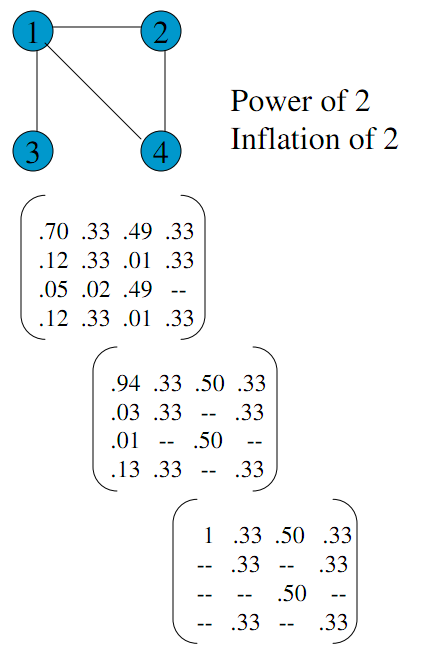 1 2
3 4
Power of 2
Inflation of 2
.70 .33 .49 .33
.12 .33 .01 .33
.05 .02 .49 --
.12 .33 .01 .33
.94 .33 .50 .33
.03 .33 -- .33
.01 -- .50 --
.13 .33 -- .33
1 .33 .50 .33
-- .33 -- .33
-- -- .50 --
-- .33 -- .33